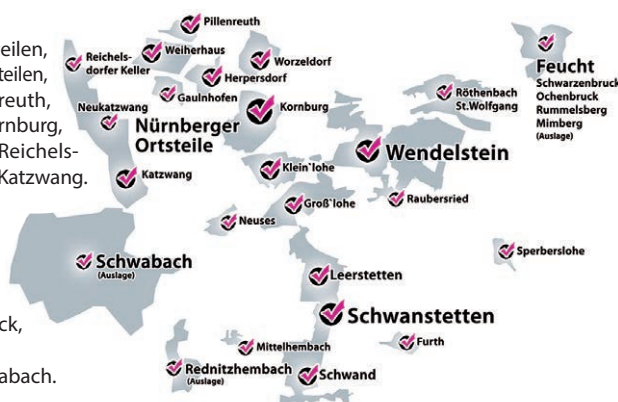 eilen,
teilen,
reuth,
rnburg,
Reichels-
Katzwang.
ck,
abach.
Pillenreuth
Reichels-
dorfer Keller
Weiherhaus
Worzeldorf
Herpersdorf
Gaulnhofen
Neukatzwang
Kornburg
Nürnberger
Ortsteile
Katzwang
Klein`lohe
Groß`lohe
Neuses
Röthenbach
St.Wolfgang
Wendelstein
Raubersried
Feucht
Schwarzenbruck
Ochenbruck
Rummelsberg
Mimberg
(Auslage)
Sperberslohe
Schwabach
(Auslage)
Leerstetten
Schwanstetten
Furth
Mittelhembach
Rednitzhembach
(Auslage)
Schwand